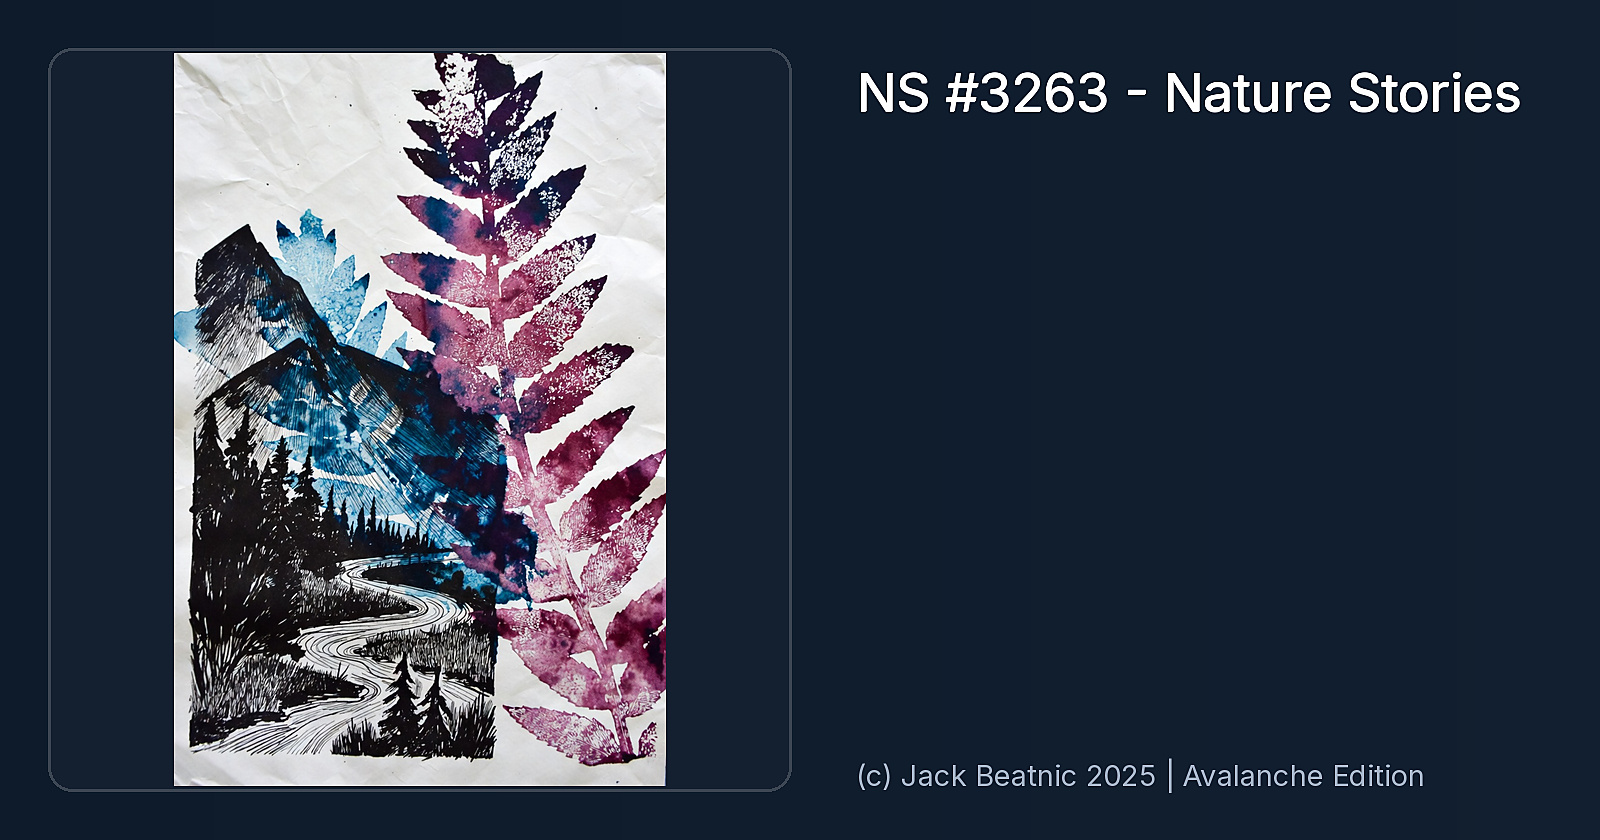 NS #3263 - Nature Stories
(c) Jack Beatnic 2025 | Avalanche Edition